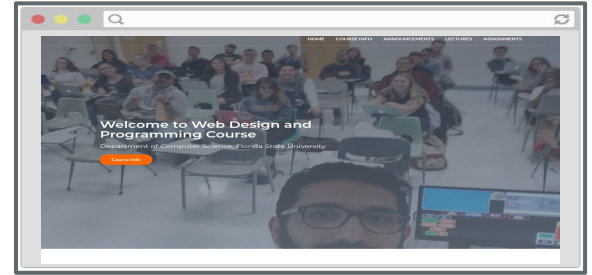 HOME COURSE INFO ANNOUNCEMENTS LECTURES ASSIGNMENTS
Welcome to Web Design and
Programming Course
Department of Computer Science, Florida State University
Course Info